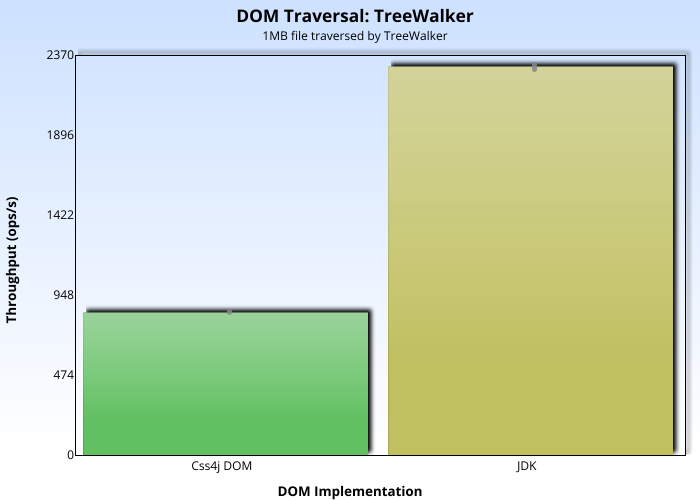 DOM Traversal: TreeWalker
1MB file traversed by TreeWalker
Throughput (ops/s)
2370
1896
1422
948
474
0
Css4j DOM
JDK
DOM Implementation